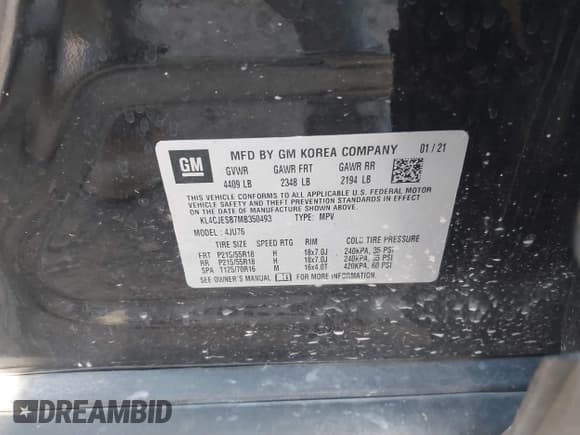 GM
MFD BY GM KOREA COMPANY 01/21
GVWR GAWR FRT GAWR RR
4409 LB 2348 LB 2194 LB
THIS VEHICLE CONFORMS TO ALL APPLICABLE U.S. FEDERAL MOTOR
VEHICLE SAFETY AND THEFT PREVENTION STANDARDS IN EFFECT ON
THE DATE OF MANUFACTURE SHOWN ABOVE.
KL4CJESB7MB350493 TYPE: MPV
MODEL: 4JU76
TIRE SIZE SPEED RTG RIM COLD TIRE PRESSURE
FRT P215/55R18 H 18x7.0J 240KPA, 35 PSI
RR P215/55R18 H 18x7.0J 240KPA, 35 PSI
SPA T125/70R16 M 16x4.0T 420KPA, 60 PSI
SEE OWNER'S MANUAL FOR MORE INFORMATION.
DREAMBID